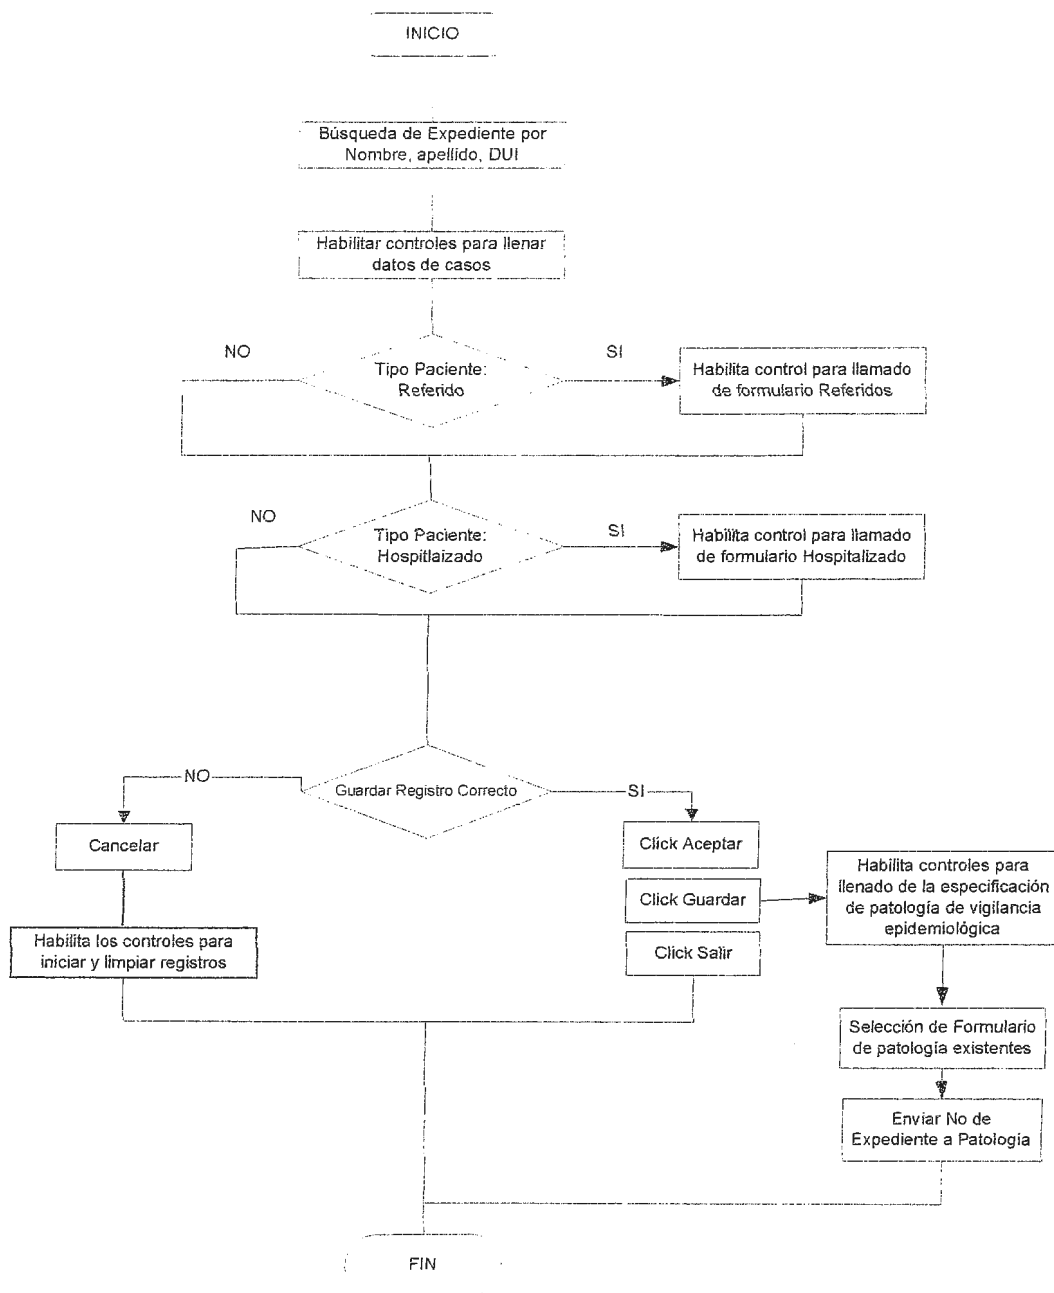 INICIO
Búsqueda de Expediente por
Nombre, apellido, DUI
Habilitar controles para llenar
datos de casos
NO
Tipo Paciente:
Referido
SI
Habilita control para llamado
de formulario Referidos
NO
Tipo Paciente:
Hospitlaizado
SI
Habilita control para llamado
de formulario Hospitalizado
NO
Guardar Registro Correcto
SI
Cancelar
Habilita los controles para
iniciar y limpiar registros
Click Aceptar
Click Guardar
Click Salir
Habilita controles para
llenado de la especificación
de patología de vigilancia
epidemiológica
Selección de Formulario
de patología existentes
Enviar No de
Expediente a Patología
FIN